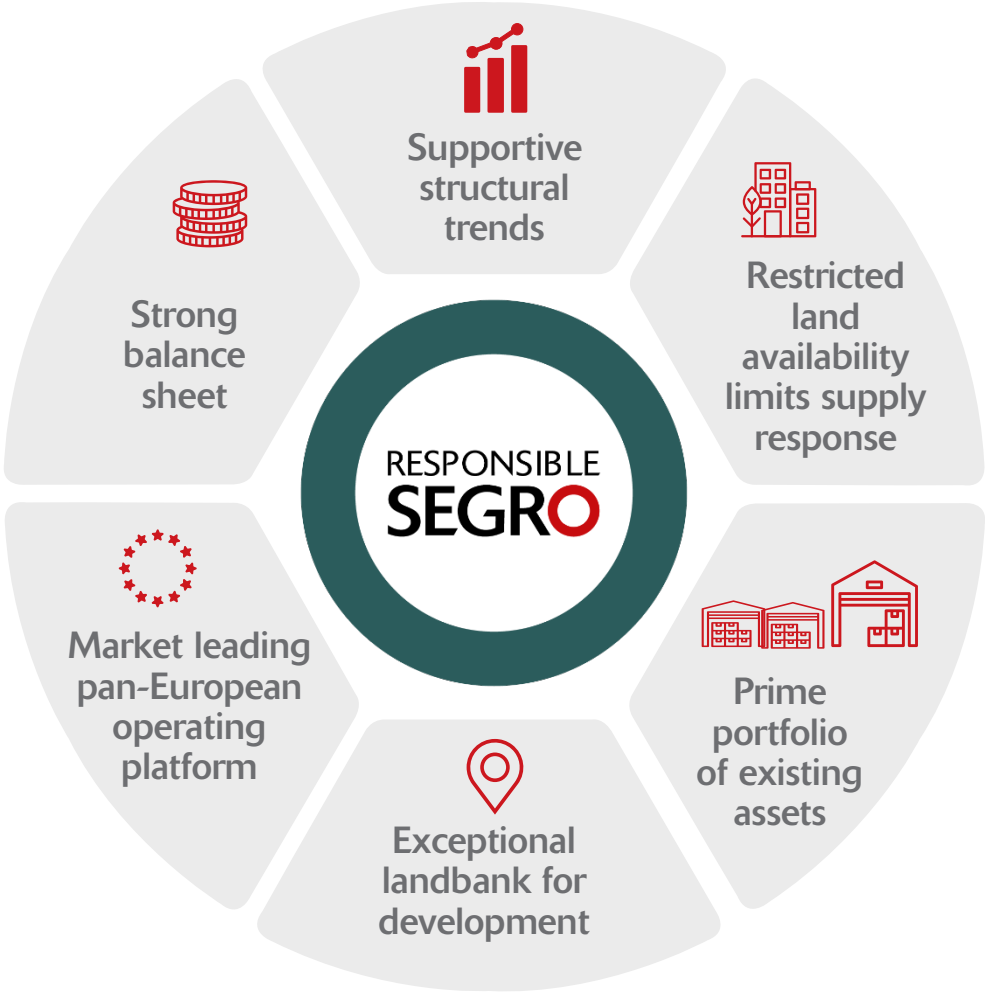 Supportive
structural
trends
Restricted
land
availability
limits supply
response
Prime
portfolio
of existing
assets
Exceptional
landbank for
development
Market leading
pan-European
operating
platform
Strong
balance
sheet
RESPONSIBLE
SEGRO